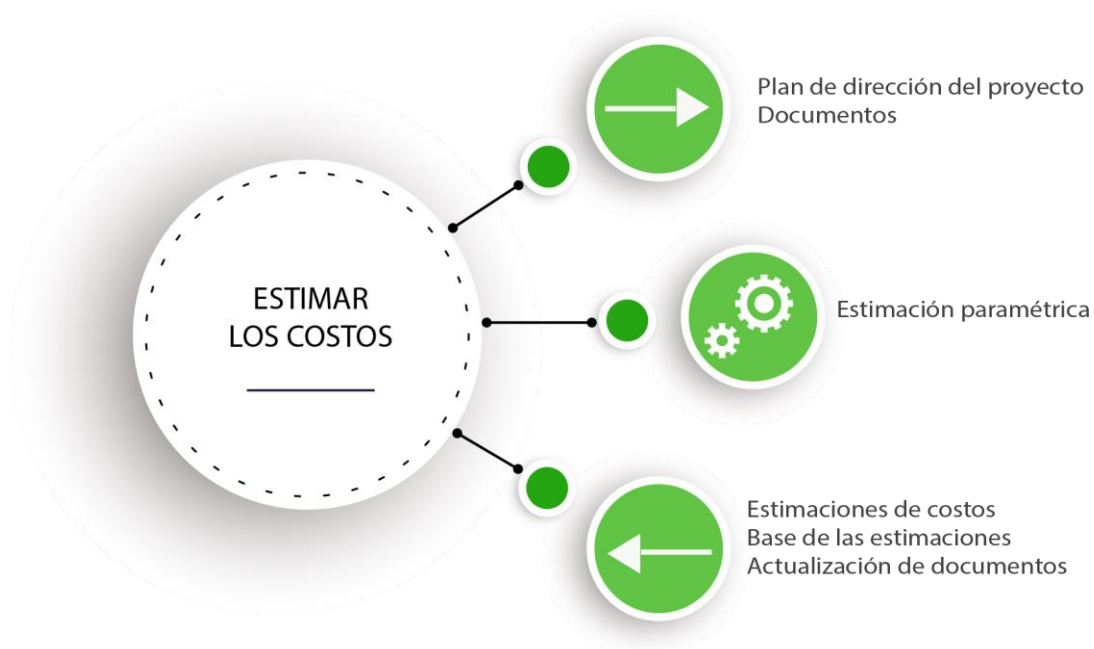 ESTIMAR
LOS COSTOS
Plan de dirección del proyecto
Documentos
Estimación paramétrica
Estimaciones de costos
Base de las estimaciones
Actualización de documentos